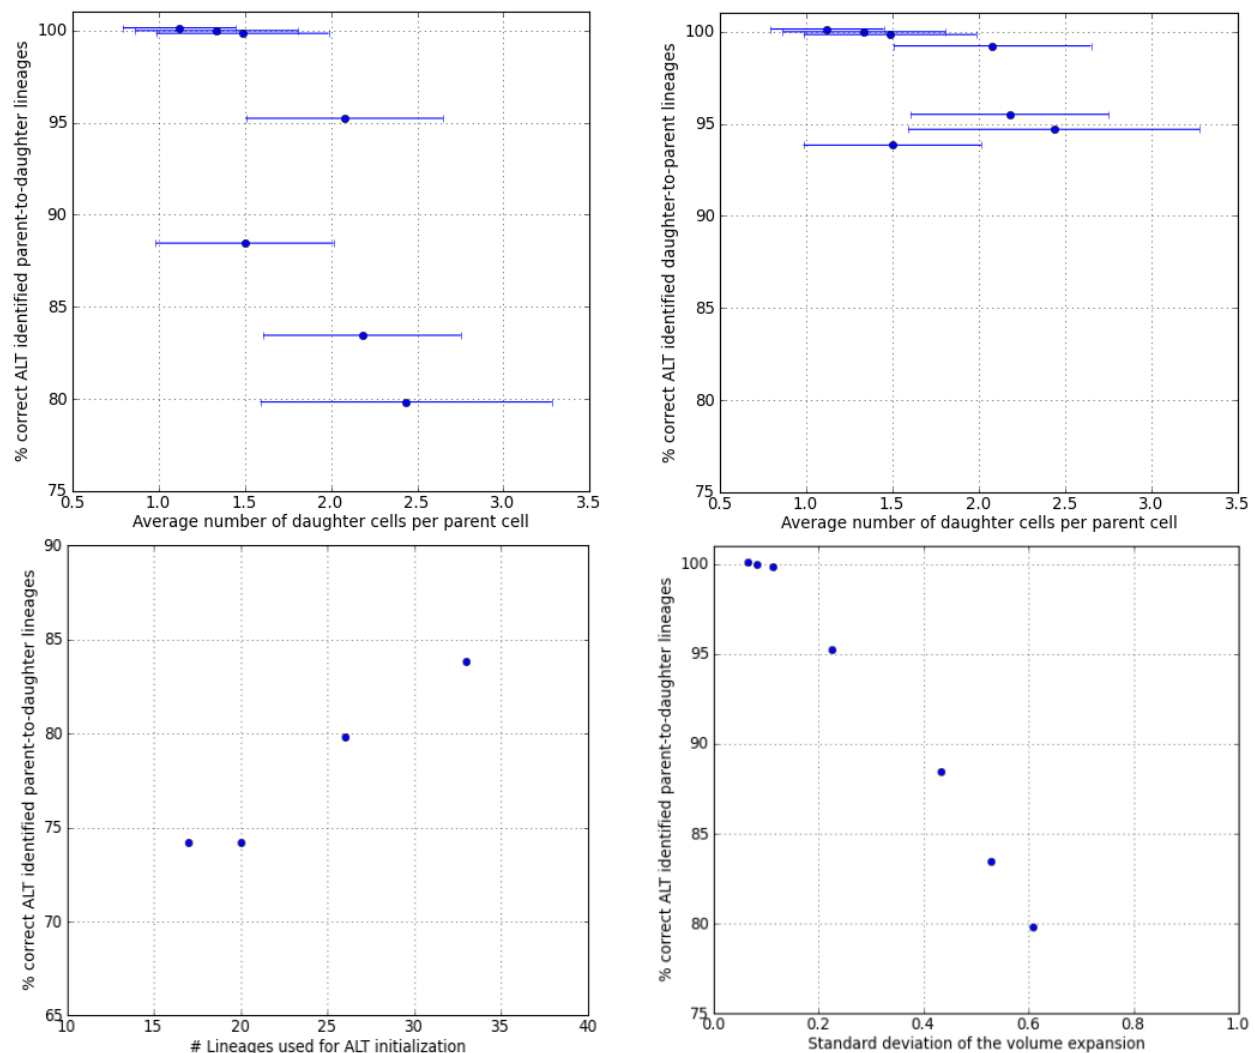 100
95
90
85
80
75
0.5 1.0 1.5 2.0 2.5 3.0 3.5
Average number of daughter cells per parent cell
% correct ALT identified parent-to-daughter lineages
100
95
90
85
80
75
0.5 1.0 1.5 2.0 2.5 3.0 3.5
Average number of daughter cells per parent cell
% correct ALT identified daughter-to-parent lineages
90
85
80
75
70
65
10 15 20 25 30 35 40
# Lineages used for ALT initialization
% correct ALT identified parent-to-daughter lineages
100
95
90
85
80
75
0.0 0.2 0.4 0.6 0.8 1.0
Standard deviation of the volume expansion
% correct ALT identified parent-to-daughter lineages